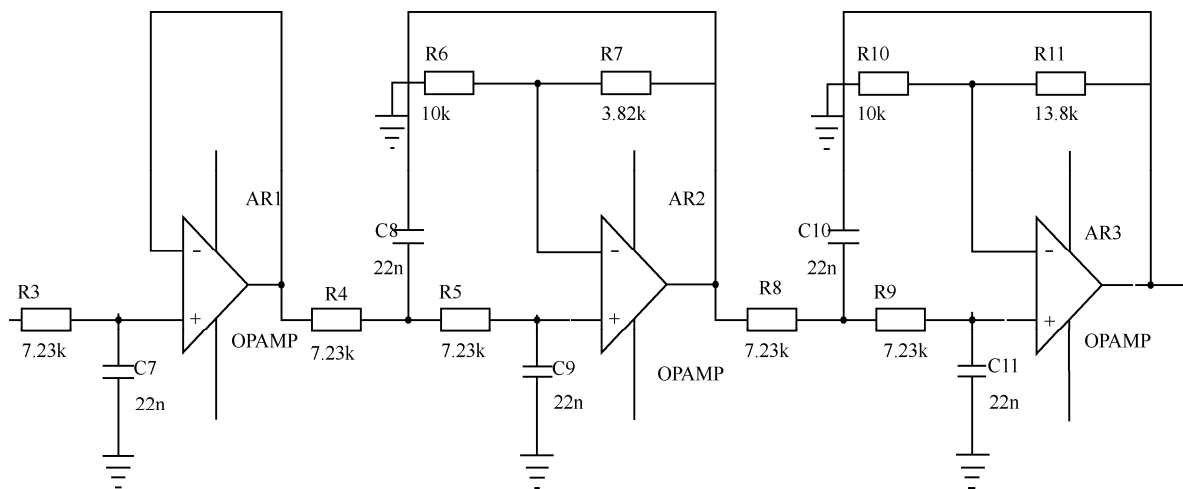 R6
R7
R10
R11
10k
3.82k
10k
13.8k
AR1
AR2
C8
C10
AR3
-
-
-
22n
22n
R3
R4
R5
R8
R9
+
+
+
OPAMP
7.23k
7.23k
7.23k
7.23k
7.23k
OPAMP
C7
C9
C11
OPAMP
22n
22n
22n